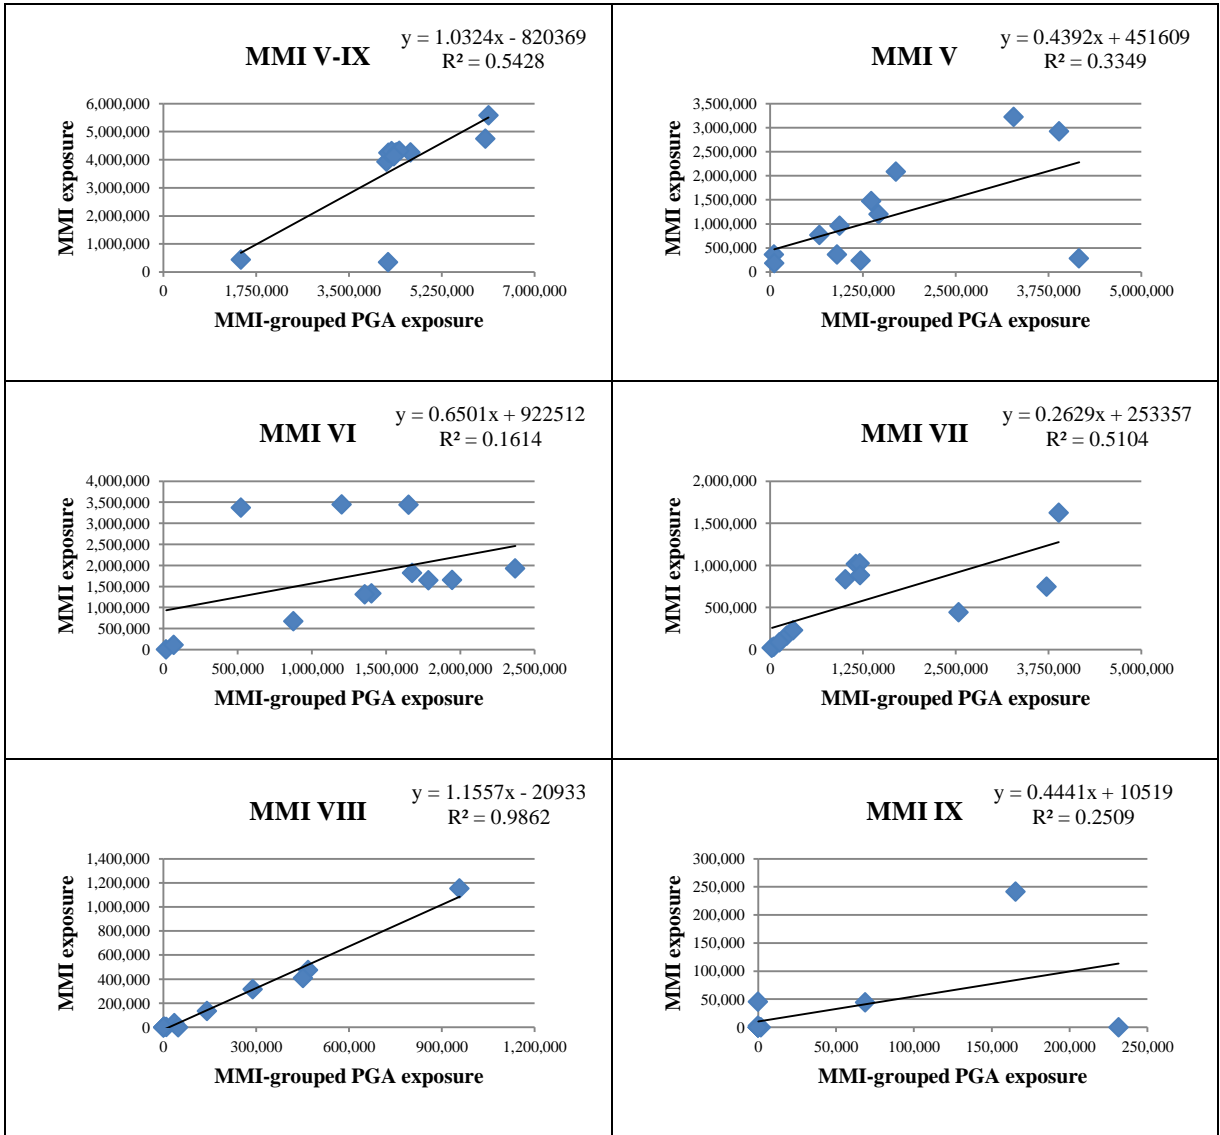 MMI V-IX
y = 1.0324x - 820369
R² = 0.5428
MMI exposure
6,000,000
5,000,000
4,000,000
3,000,000
2,000,000
1,000,000
0
0 1,750,000 3,500,000 5,250,000 7,000,000
MMI-grouped PGA exposure
MMI V
y = 0.4392x + 451609
R² = 0.3349
MMI exposure
3,500,000
3,000,000
2,500,000
2,000,000
1,500,000
1,000,000
500,000
0
0 1,250,000 2,500,000 3,750,000 5,000,000
MMI-grouped PGA exposure
MMI VI
y = 0.6501x + 922512
R² = 0.1614
MMI exposure
4,000,000
3,500,000
3,000,000
2,500,000
2,000,000
1,500,000
1,000,000
500,000
0
0 500,000 1,000,000 1,500,000 2,000,000 2,500,000
MMI-grouped PGA exposure
MMI VII
y = 0.2629x + 253357
R² = 0.5104
MMI exposure
2,000,000
1,500,000
1,000,000
500,000
0
0 1,250,000 2,500,000 3,750,000 5,000,000
MMI-grouped PGA exposure
MMI VIII
y = 1.1557x - 20933
R² = 0.9862
MMI exposure
1,400,000
1,200,000
1,000,000
800,000
600,000
400,000
200,000
0
0 300,000 600,000 900,000 1,200,000
MMI-grouped PGA exposure
MMI IX
y = 0.4441x + 10519
R² = 0.2509
MMI exposure
300,000
250,000
200,000
150,000
100,000
50,000
0
0 50,000 100,000 150,000 200,000 250,000
MMI-grouped PGA exposure